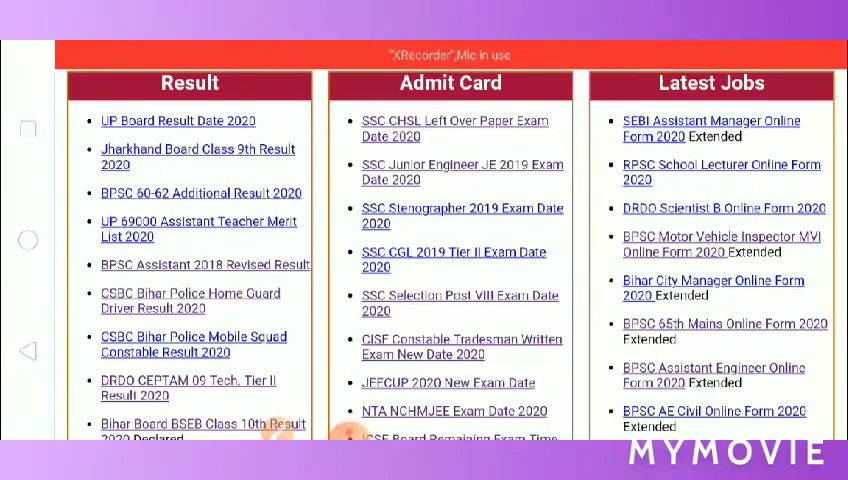 "XRecorder",Mic in use
Result
UP Board Result Date 2020
Jharkhand Board Class 9th Result
2020
BPSC 60-62 Additional Result 2020
UP 69000 Assistant Teacher Merit
List 2020
BPSC Assistant 2018 Revised Result
CSBC Bihar Police Home Guard
Driver Result 2020
CSBC Bihar Police Mobile Squad
Constable Result 2020
DRDO CEPTAM 09 Tech. Tier II
Result 2020
Bihar Board BSEB Class 10th Result
2020 Declared
Admit Card
SSC CHSL Left Over Paper Exam
Date 2020
SSC Junior Engineer JE 2019 Exam
Date 2020
SSC Stenographer 2019 Exam Date
2020
SSC CGL 2019 Tier II Exam Date
2020
SSC Selection Post VIII Exam Date
2020
CISF Constable Tradesman Written
Exam New Date 2020
JEECUP 2020 New Exam Date
NTA NCHMJEE Exam Date 2020
ICSE Board Remaining Exam Time
Latest Jobs
SEBI Assistant Manager Online
Form 2020 Extended
RPSC School Lecturer Online Form
2020
DRDO Scientist B Online Form 2020
BPSC Motor Vehicle Inspector MVI
Online Form 2020 Extended
Bihar City Manager Online Form
2020 Extended
BPSC 65th Mains Online Form 2020
Extended
BPSC Assistant Engineer Online
Form 2020 Extended
BPSC AE Civil Online Form 2020
Extended
MYMOVIE